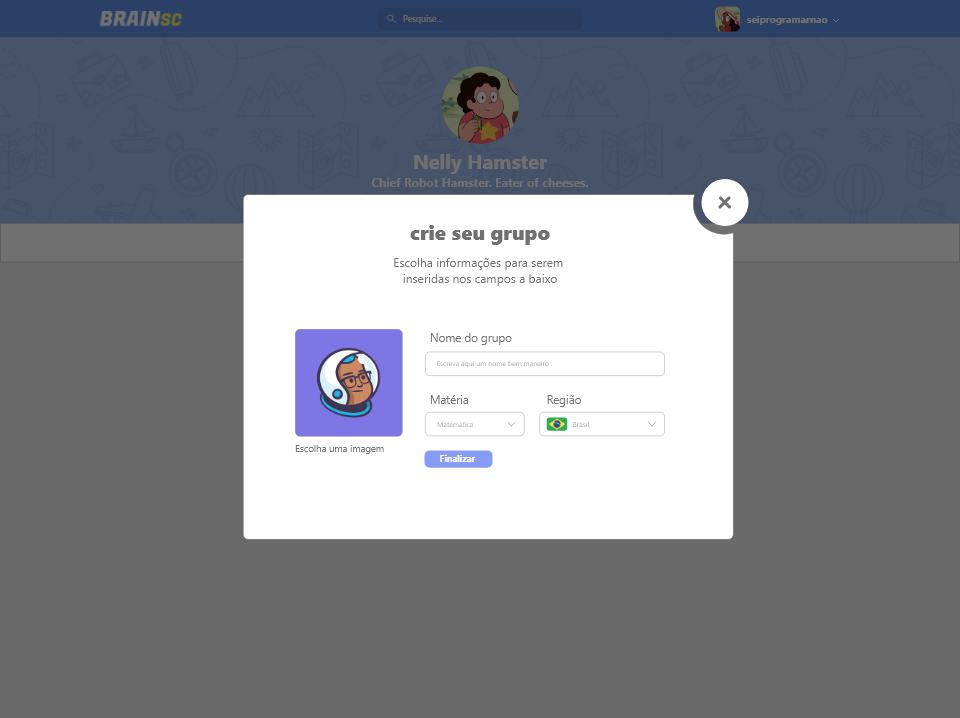 BRAINSC
Pesquise...
seiprogramarnao
Nelly Hamster
Chief Robot Hamster. Eater of cheeses.
crie seu grupo
Escolha informações para serem
inseridas nos campos a baixo
Nome do grupo
Escreva aqui um nome bem maneiro..
Matéria
Região
Matematica
Brasil
Escolha uma imagem
Finalizar